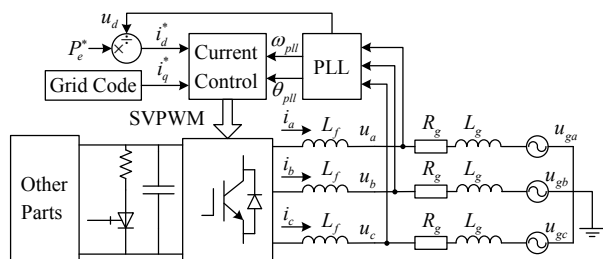 u_d
P_e^* × ÷ i_d^* Current Control ω_pll PLL
Grid Code i_q^* θ_pll
SVPWM
Other Parts
i_a L_f u_a R_g L_g u_ga
i_b L_f u_b R_g L_g u_gb
i_c L_f u_c R_g L_g u_gc